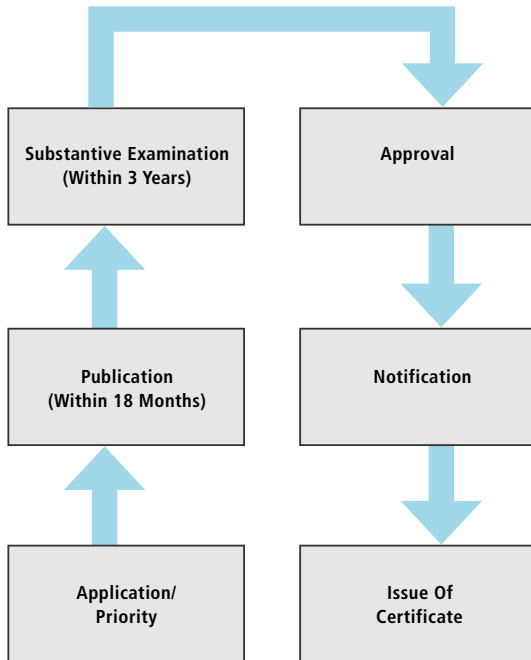 Substantive Examination
(Within 3 Years)
Approval
Publication
(Within 18 Months)
Notification
Application/
Priority
Issue Of
Certificate